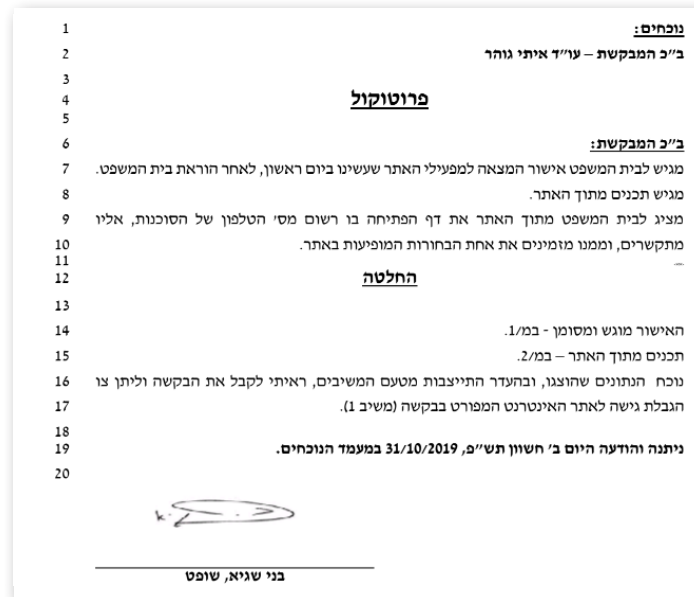 1 נוכחים:
2 ב"כ המבקשת – עו"ד איתי גוהר
3
4 פרוטוקול
5
6 ב"כ המבקשת:
7 מגיש לבית המשפט אישור המצאה למפעילי האתר שעשינו ביום ראשון, לאחר הוראת בית המשפט.
8 מגיש תכנים מתוך האתר.
9 מציג לבית המשפט מתוך האתר את דף הפתיחה בו רשום מס' הטלפון של הסוכנות, אליו
10 מתקשרים, וממנו מזמינים את אחת הבחורות המופיעות באתר.
11
12 החלטה
13
14 האישור מוגש ומסומן - במ/1.
15 תכנים מתוך האתר – במ/2.
16 נוכח הנתונים שהוצגו, ובהעדר התייצבות מטעם המשיבים, ראיתי לקבל את הבקשה וליתן צו
17 הגבלת גישה לאתר האינטרנט המפורט בבקשה (משיב 1).
18
19 ניתנה והודעה היום ב' חשוון תש"פ, 31/10/2019 במעמד הנוכחים.
20
בני שגיא, שופט